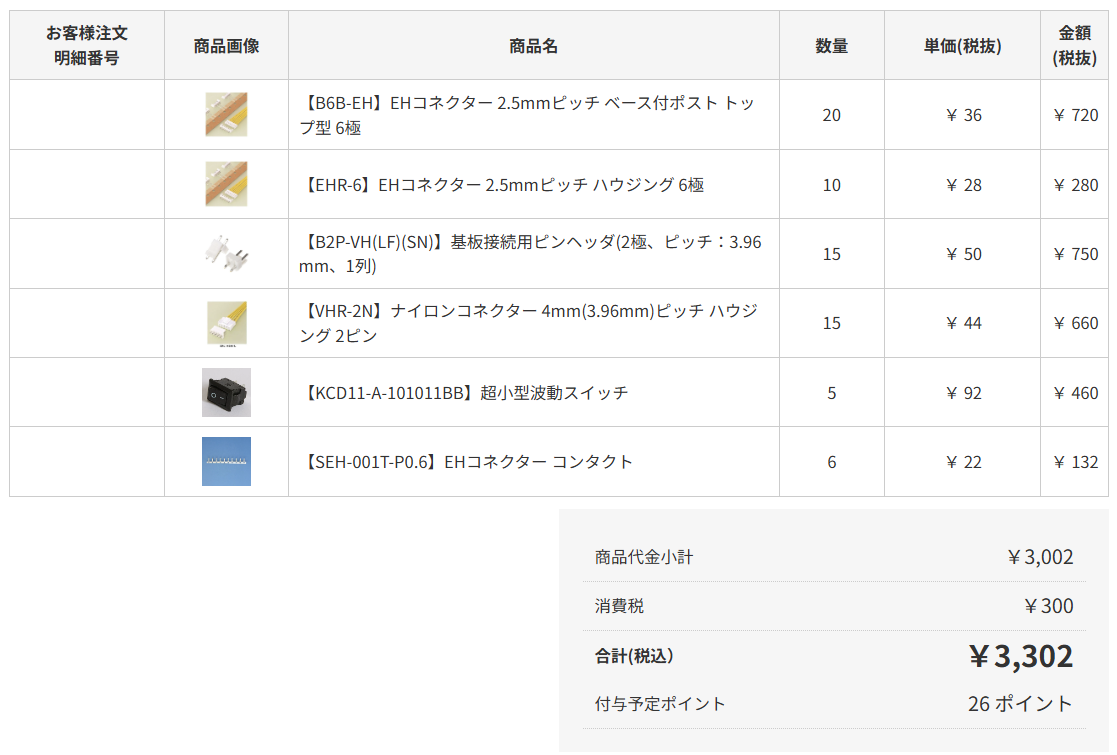 お客様注文
明細番号
商品画像
商品名
数量
単価(税抜)
金額
(税抜)
【B6B-EH】EHコネクター 2.5mmピッチ ベース付ポスト トッ
プ型 6極
20
¥ 36
¥ 720
【EHR-6】EHコネクター 2.5mmピッチ ハウジング 6極
10
¥ 28
¥ 280
【B2P-VH(LF)(SN)】基板接続用ピンヘッダ(2極、ピッチ：3.96
mm、1列)
15
¥ 50
¥ 750
【VHR-2N】ナイロンコネクター 4mm(3.96mm)ピッチ ハウジ
ング 2ピン
15
¥ 44
¥ 660
【KCD11-A-101011BB】超小型波動スイッチ
5
¥ 92
¥ 460
【SEH-001T-P0.6】EHコネクター コンタクト
6
¥ 22
¥ 132
商品代金小計
¥3,002
消費税
¥300
合計(税込)
¥3,302
付与予定ポイント
26 ポイント